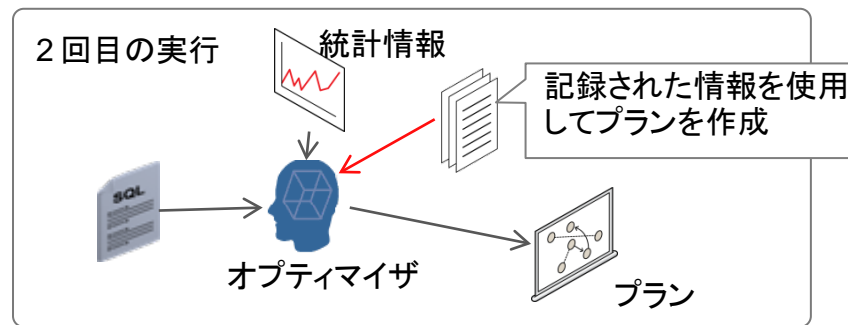 ２回目の実行
統計情報
記録された情報を使用
してプランを作成
SQL
オプティマイザ
プラン